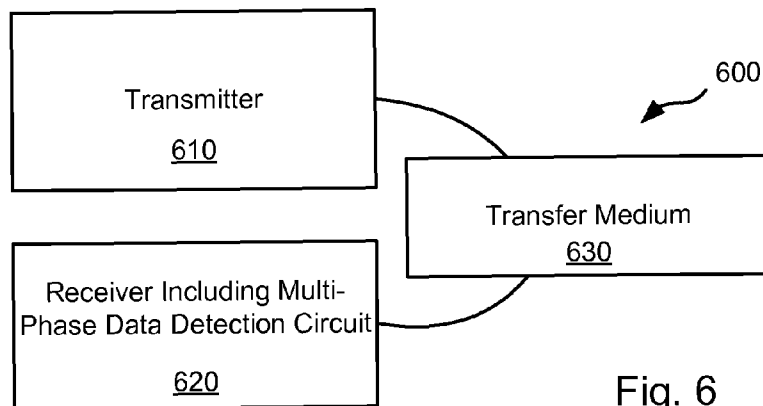 600
Transmitter
610
Transfer Medium
630
Receiver Including Multi-
Phase Data Detection Circuit
620
Fig. 6